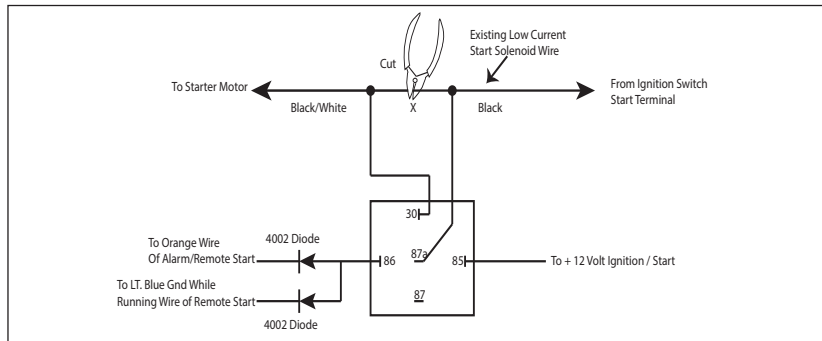 Existing Low Current
Start Solenoid Wire
Cut
To Starter Motor
From Ignition Switch
Start Terminal
Black/White
X
Black
30
To Orange Wire
Of Alarm/Remote Start
4002 Diode
86
87a
85
To + 12 Volt Ignition / Start
To LT. Blue Gnd While
Running Wire of Remote Start
87
4002 Diode